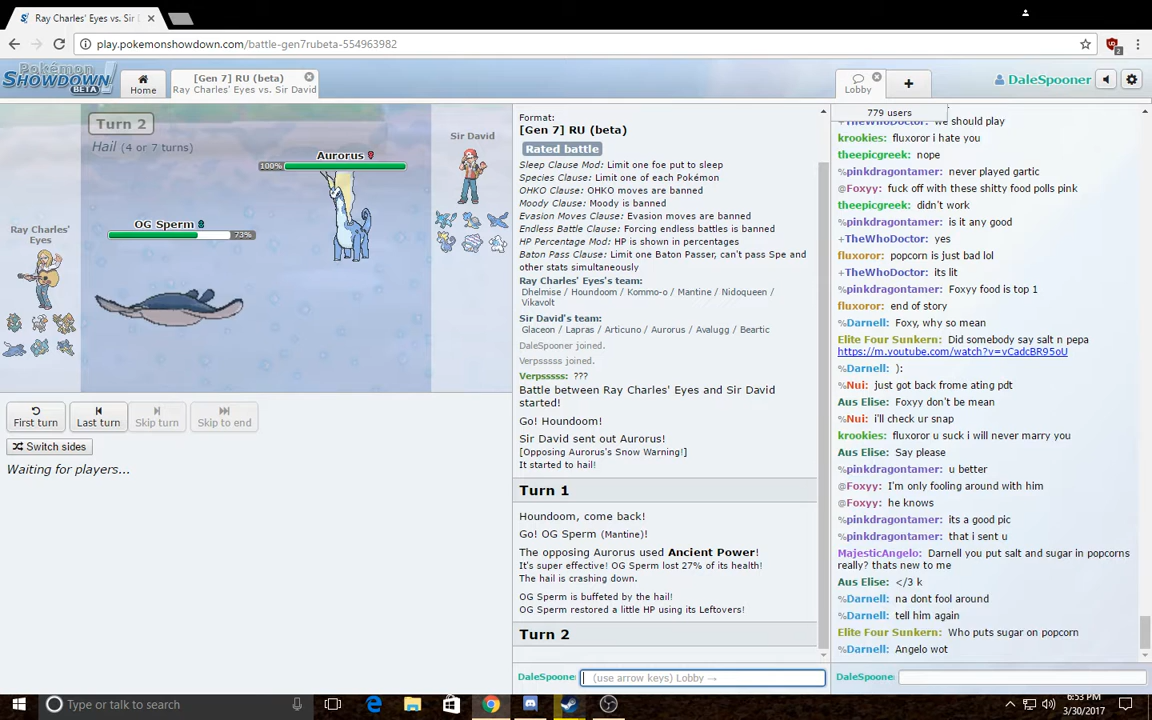 Ray Charles' Eyes vs. Sir D
play.pokemonshowdown.com/battle-gen7rubeta-554963982
Pokémon
SHOWDOWN!
BETA
Home
[Gen 7] RU (beta)
Ray Charles' Eyes vs. Sir David
Lobby
DaleSpooner
Turn 2
Hail (4 or 7 turns)
Sir David
Aurorus
100%
OG Sperm
73%
Ray Charles'
Eyes
First turn
Last turn
Skip turn
Skip to end
Switch sides
Waiting for players...
Format:
[Gen 7] RU (beta)
Rated battle
Sleep Clause Mod: Limit one foe put to sleep
Species Clause: Limit one of each Pokémon
OHKO Clause: OHKO moves are banned
Moody Clause: Moody is banned
Evasion Moves Clause: Evasion moves are banned
Endless Battle Clause: Forcing endless battles is
banned
HP Percentage Mod: HP is shown in percentages
Baton Pass Clause: Limit one Baton Passer, can't pass Spe and
other stats simultaneously
Ray Charles' Eyes's team:
Dhelmise / Houndoom / Kommo-o / Mantine / Nidoqueen /
Vikavolt
Sir David's team:
Glaceon / Lapras / Articuno / Aurorus / Avalugg / Beartic
DaleSpooner joined.
Verpsssss joined.
Verpsssss: ???
Battle between Ray Charles' Eyes and Sir David
started!
Go! Houndoom!
Sir David sent out Aurorus!
[Opposing Aurorus's Snow Warning!]
It started to hail!
Turn 1
Houndoom, come back!
Go! OG Sperm (Mantine)!
The opposing Aurorus used Ancient Power!
It's super effective! OG Sperm lost 27% of its health!
The hail is crashing down.
OG Sperm is buffeted by the hail!
OG Sperm restored a little HP using its Leftovers!
Turn 2
DaleSpoone
(use arrow keys) Lobby →
779 users
+TheWhoDoctor: we should play
krookies: fluxoror i hate you
theepicgreek: nope
%pinkdragontamer: never played gartic
@Foxyy: fuck off with these shitty food polls pink
theepicgreek: didn't work
%pinkdragontamer: is it any good
+TheWhoDoctor: yes
fluxoror: popcorn is just bad lol
+TheWhoDoctor: its lit
%pinkdragontamer: Foxyy food is top 1
fluxoror: end of story
%Darnell: Foxy, why so mean
Elite Four Sunkern: Did somebody say salt n pepa
https://m.youtube.com/watch?v=vCadcBR95oU
%Darnell: ):
%Nui: just got back frome ating pdt
Aus Elise: Foxyy don't be mean
%Nui: i'll check ur snap
krookies: fluxoror u suck i will never marry you
Aus Elise: Say please
%pinkdragontamer: u better
@Foxyy: I'm only fooling around with him
@Foxyy: he knows
%pinkdragontamer: its a good pic
%pinkdragontamer: that i sent u
MajesticAngelo: Darnell you put salt and sugar in popcorns
really? thats new to me
Aus Elise: </3 k
%Darnell: na dont fool around
%Darnell: tell him again
Elite Four Sunkern: Who puts sugar on popcorn
%Darnell: Angelo wot
DaleSpooner:
Type or talk to search
6:53 PM
3/30/2017